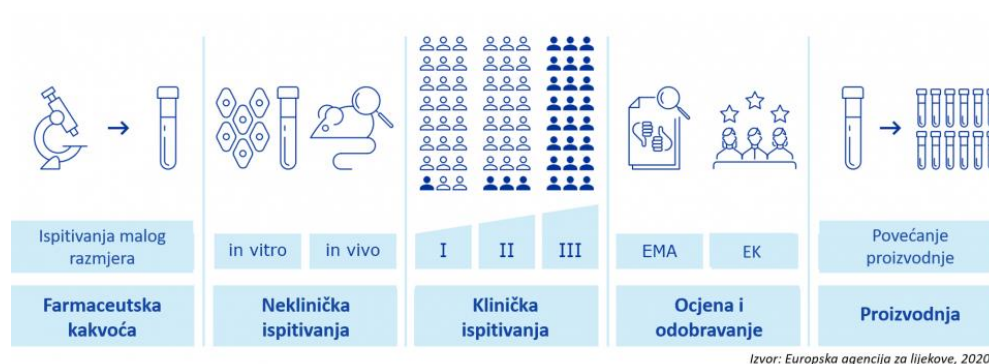 Ispitivanja malog
razmjera
in vitro
in vivo
I
II
III
EMA
EK
Povećanje
proizvodnje
Farmaceutska
kakvoća
Neklinička
ispitivanja
Klinička
ispitivanja
Ocjena i
odobravanje
Proizvodnja
Izvor: Europska agencija za lijekove, 2020